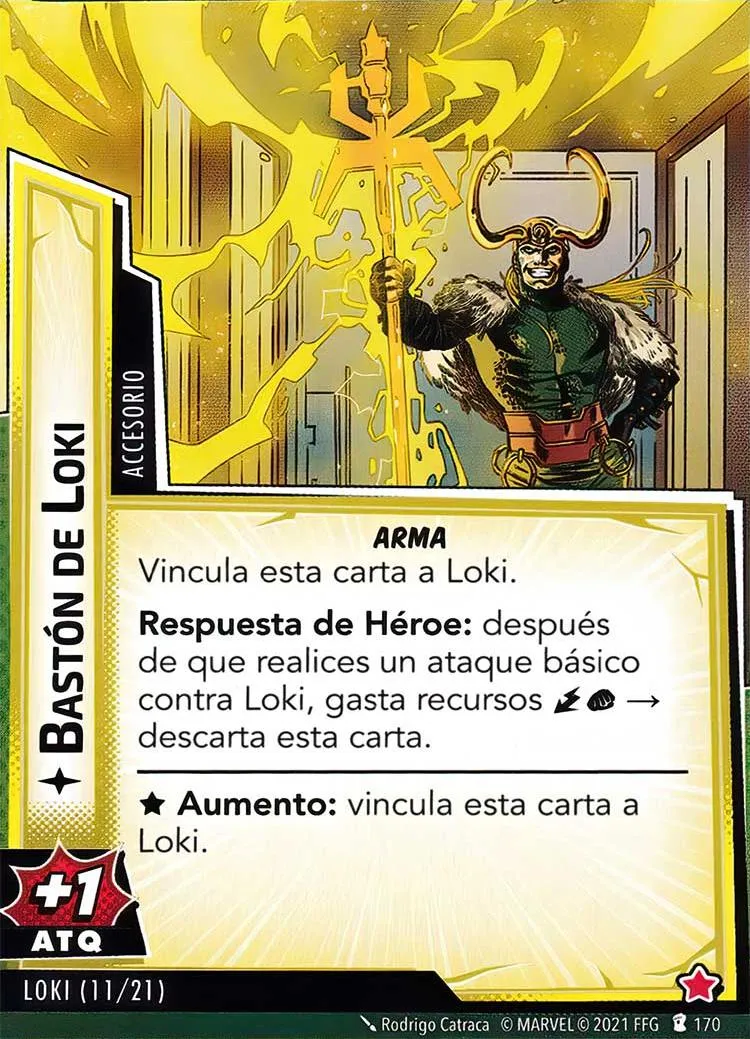 ACCESORIO
BASTÓN DE LOKI
ARMA
Vincula esta carta a Loki.
Respuesta de Héroe: después
de que realices un ataque básico
contra Loki, gasta recursos →
descarta esta carta.
★ Aumento: vincula esta carta a
Loki.
+1
ATQ
LOKI (11/21)
Rodrigo Catraca © MARVEL © 2021 FFG 170